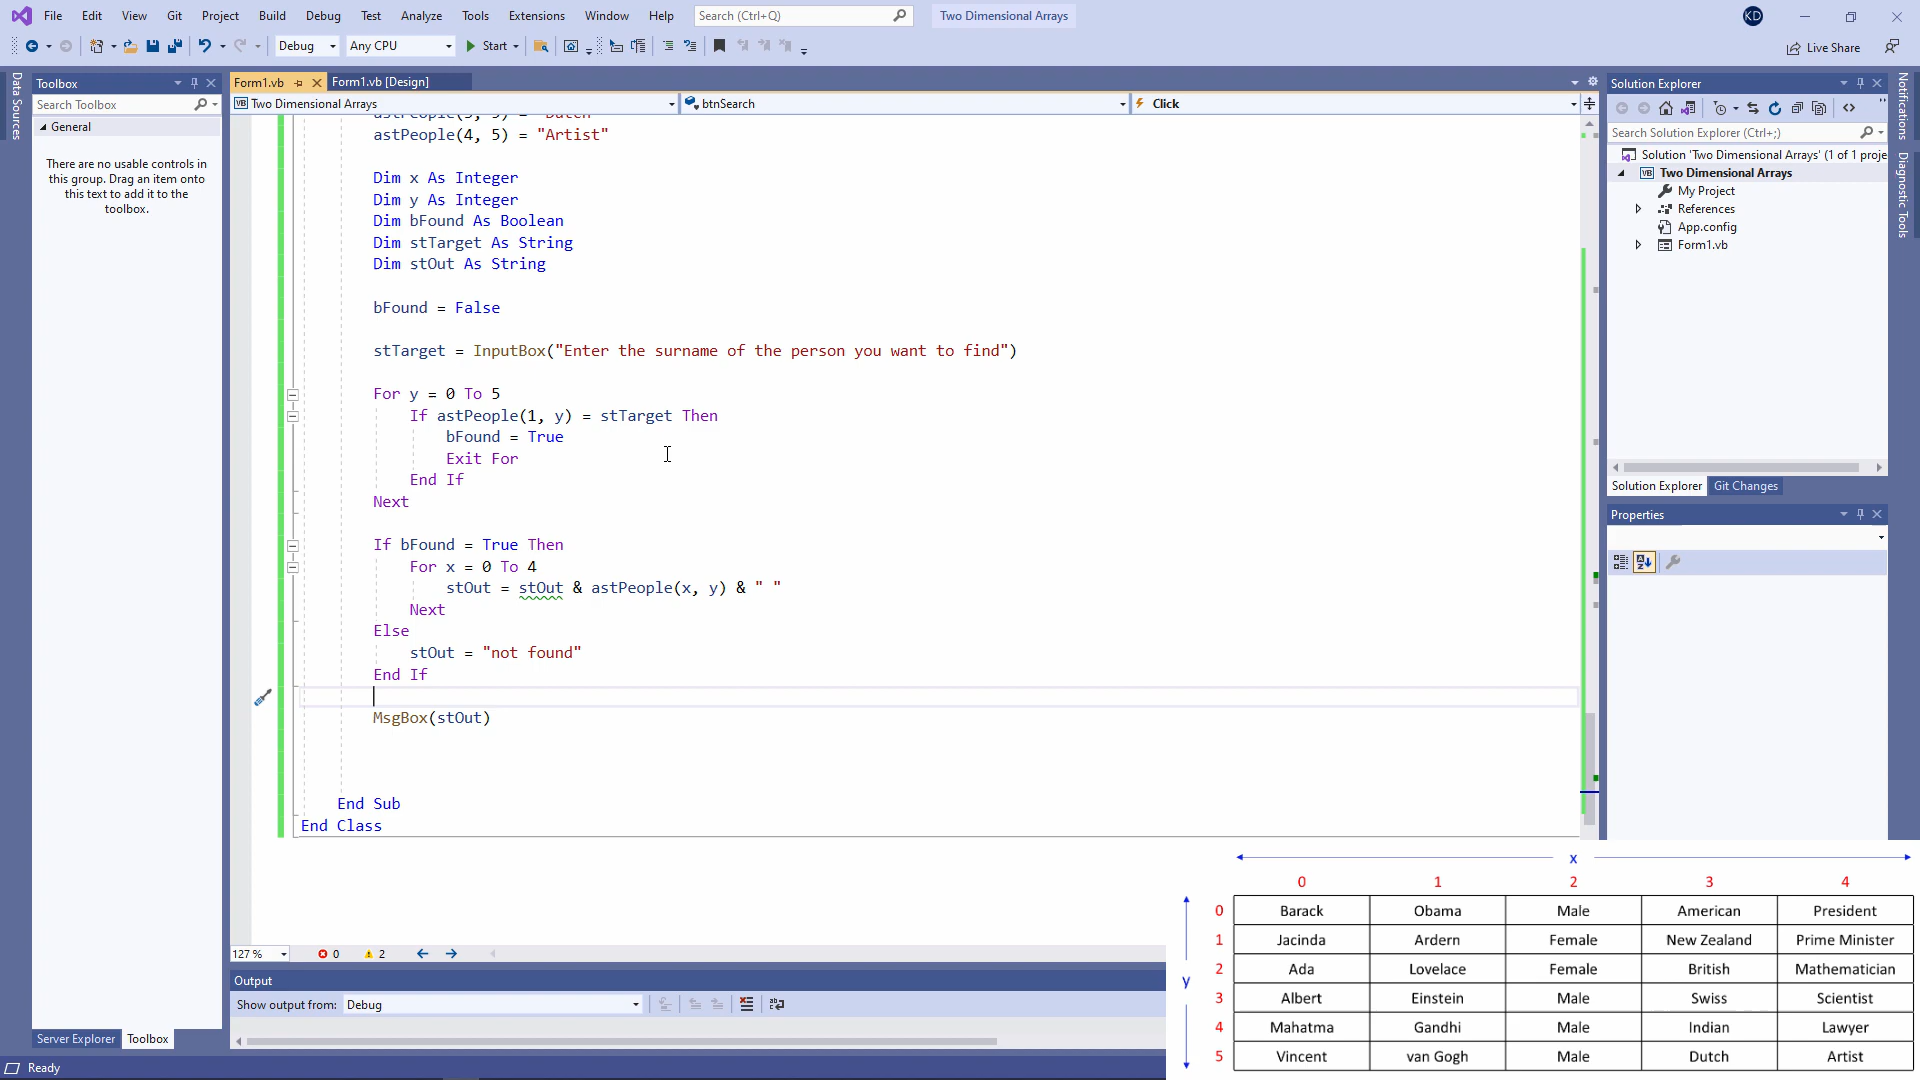 File Edit View Git Project Build Debug Test Analyze Tools Extensions Window Help Search (Ctrl+Q) Two Dimensional Arrays KD
Debug Any CPU Start Live Share
Data Sources
Toolbox
Search Toolbox
General
There are no usable controls in
this group. Drag an item onto
this text to add it to the
toolbox.
Server Explorer Toolbox
Form1.vb Form1.vb [Design]
VB Two Dimensional Arrays btnSearch Click
astPeople(4, 5) = "Artist"
Dim x As Integer
Dim y As Integer
Dim bFound As Boolean
Dim stTarget As String
Dim stOut As String
bFound = False
stTarget = InputBox("Enter the surname of the person you want to find")
For y = 0 To 5
If astPeople(1, y) = stTarget Then
bFound = True
Exit For
End If
Next
If bFound = True Then
For x = 0 To 4
stOut = stOut & astPeople(x, y) & " "
Next
Else
stOut = "not found"
End If
MsgBox(stOut)
End Sub
End Class
127 % 0 2
Output
Show output from: Debug
Ready
Solution Explorer
Search Solution Explorer (Ctrl+;)
Solution 'Two Dimensional Arrays' (1 of 1 proje
VB Two Dimensional Arrays
My Project
References
App.config
Form1.vb
Solution Explorer Git Changes
Properties
Notifications
Diagnostic Tools
x
0 1 2 3 4
y
0 Barack Obama Male American President
1 Jacinda Ardern Female New Zealand Prime Minister
2 Ada Lovelace Female British Mathematician
3 Albert Einstein Male Swiss Scientist
4 Mahatma Gandhi Male Indian Lawyer
5 Vincent van Gogh Male Dutch Artist